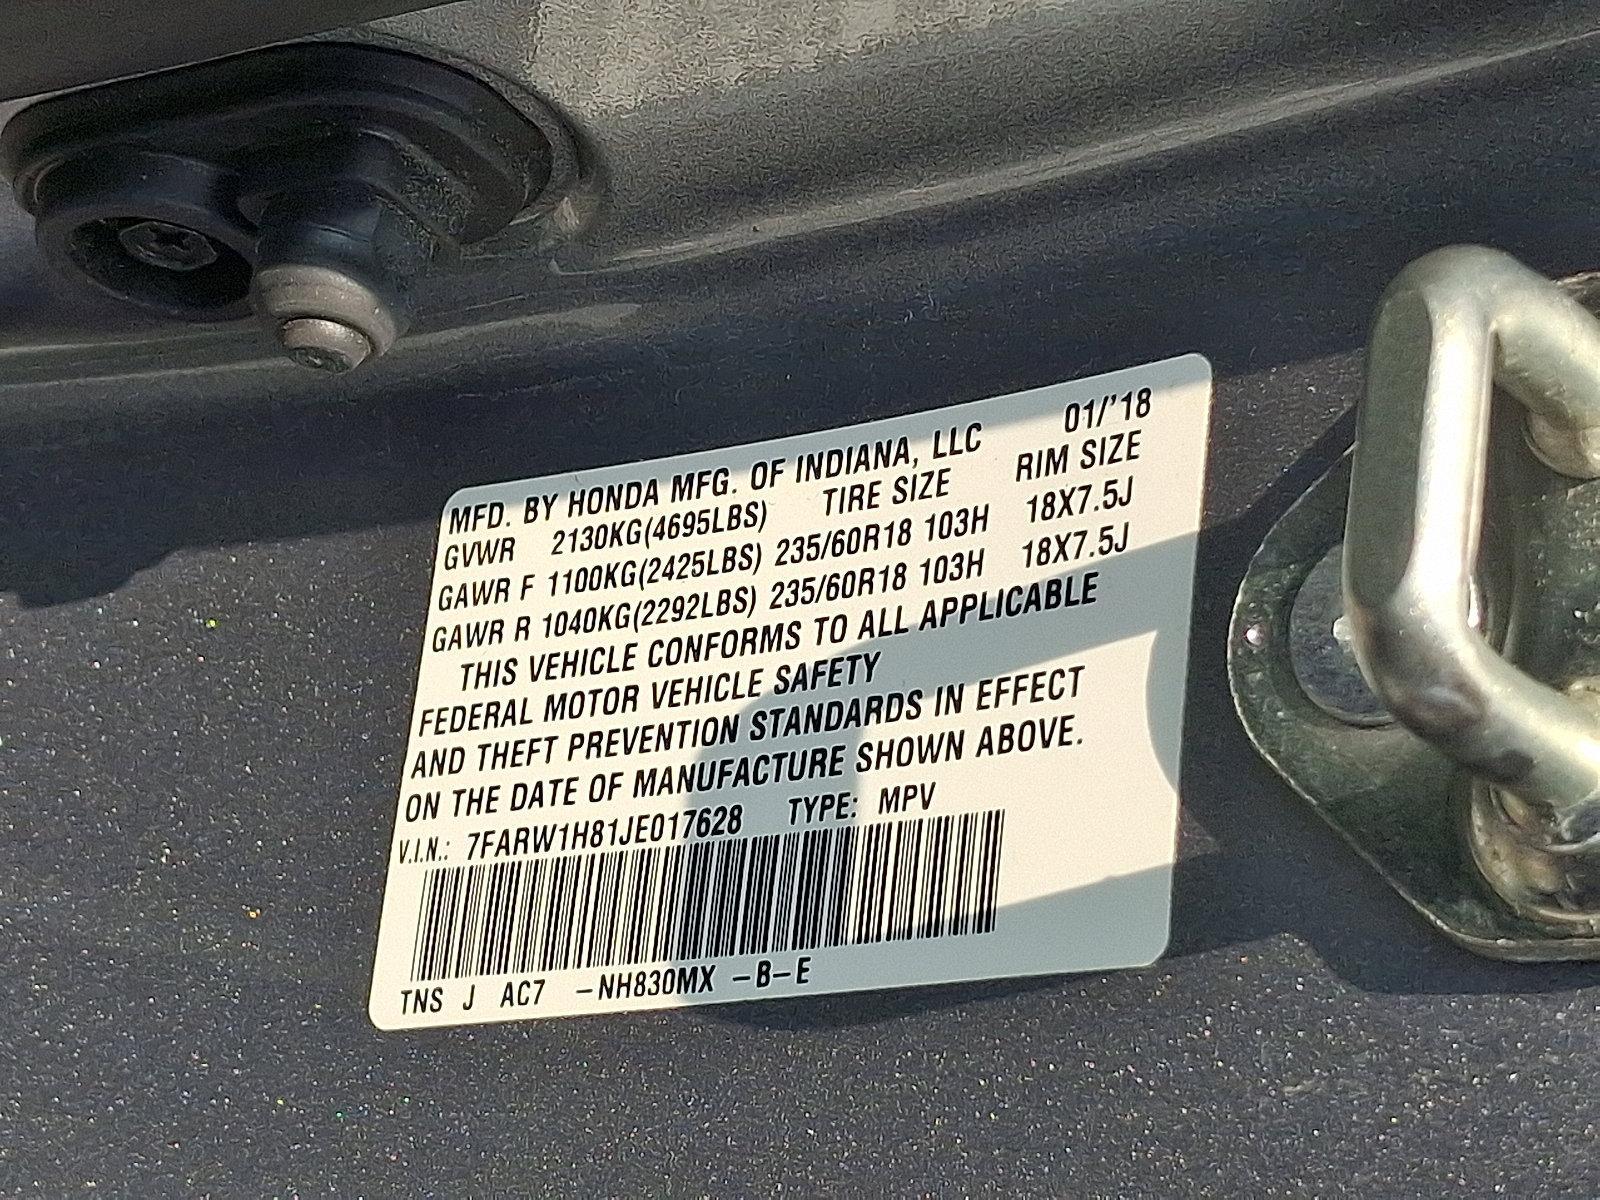 MFD. BY HONDA MFG. OF INDIANA, LLC 01/'18
GVWR 2130KG(4695LBS) TIRE SIZE RIM SIZE
GAWR F 1100KG(2425LBS) 235/60R18 103H 18X7.5J
GAWR R 1040KG(2292LBS) 235/60R18 103H 18X7.5J
THIS VEHICLE CONFORMS TO ALL APPLICABLE
FEDERAL MOTOR VEHICLE SAFETY
AND THEFT PREVENTION STANDARDS IN EFFECT
ON THE DATE OF MANUFACTURE SHOWN ABOVE.
V.I.N.: 7FARW1H81JE017628 TYPE: MPV
TNS J AC7 -NH830MX -B-E